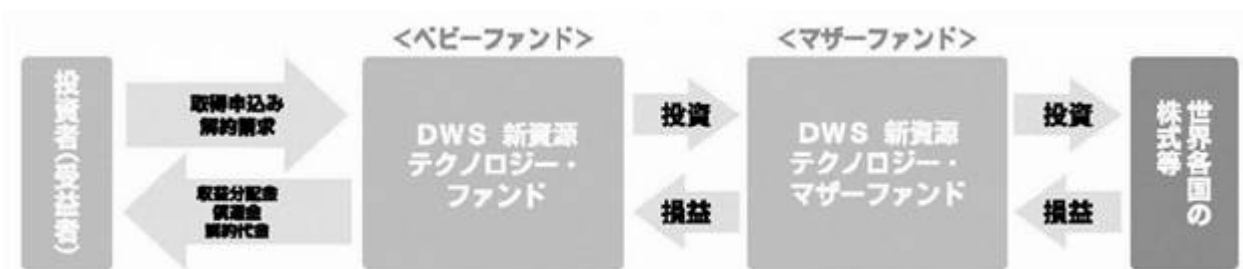 <ベビーファンド>
<マザーファンド>
投資者(受益者)
取得申込み
解約請求
収益分配金
償還金
解約代金
DWS 新資源
テクノロジー・
ファンド
投資
損益
DWS 新資源
テクノロジー・
マザーファンド
投資
損益
世界各国の
株式等